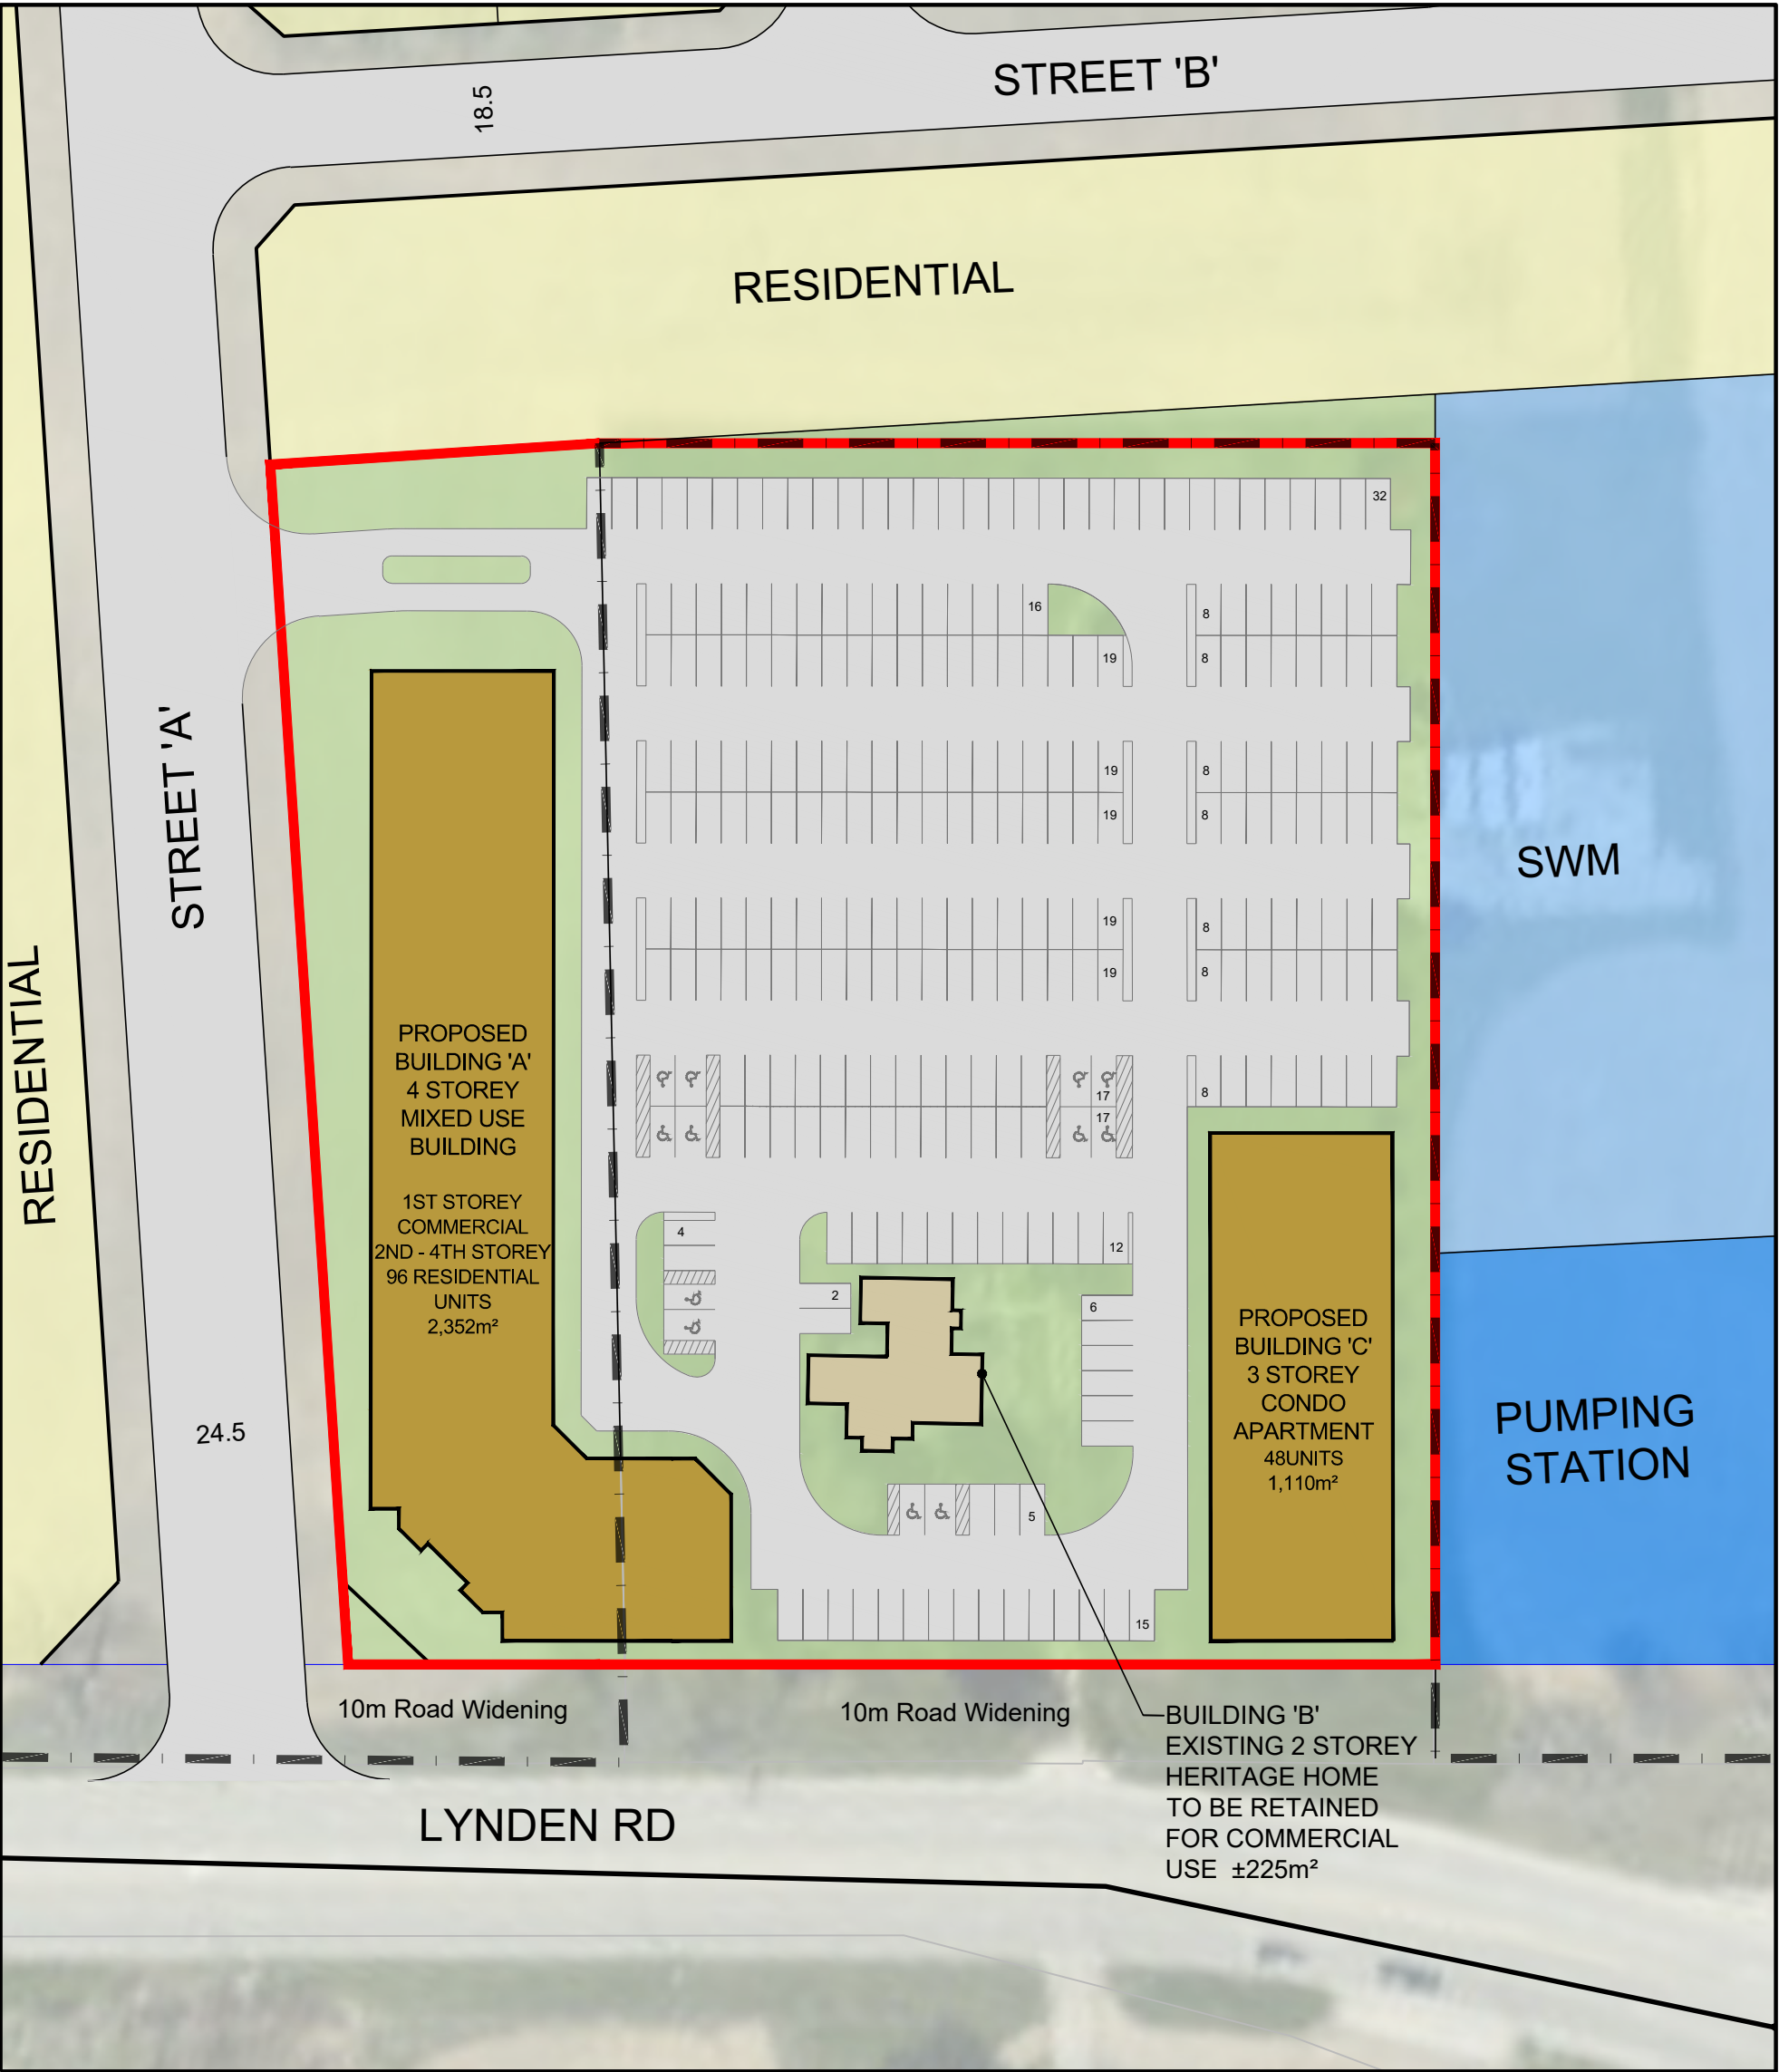 STREET 'B'
18.5
RESIDENTIAL
32
16
8
19
8
STREET 'A'
19
8
19
8
SWM
19
8
19
8
RESIDENTIAL
PROPOSED
BUILDING 'A'
4 STOREY
MIXED USE
BUILDING
1ST STOREY
COMMERCIAL
2ND - 4TH STOREY
96 RESIDENTIAL
UNITS
2,352m²
17
17
8
4
12
2
6
PROPOSED
BUILDING 'C'
3 STOREY
CONDO
APARTMENT
48UNITS
1,110m²
PUMPING
STATION
24.5
5
15
10m Road Widening
10m Road Widening
BUILDING 'B'
EXISTING 2 STOREY
HERITAGE HOME
TO BE RETAINED
FOR COMMERCIAL
USE ±225m²
LYNDEN RD